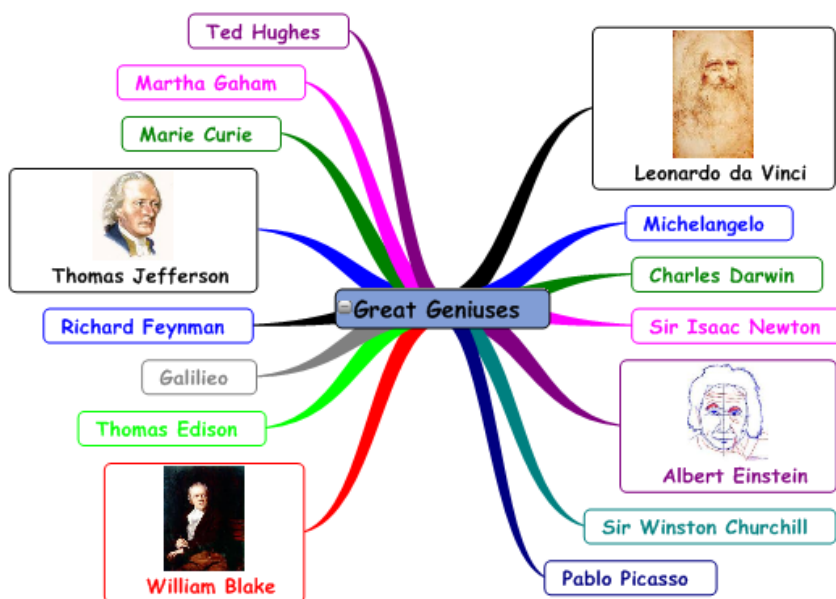 Ted Hughes
Martha Gaham
Marie Curie
Thomas Jefferson
Richard Feynman
Galilieo
Thomas Edison
William Blake
Great Geniuses
Leonardo da Vinci
Michelangelo
Charles Darwin
Sir Isaac Newton
Albert Einstein
Sir Winston Churchill
Pablo Picasso